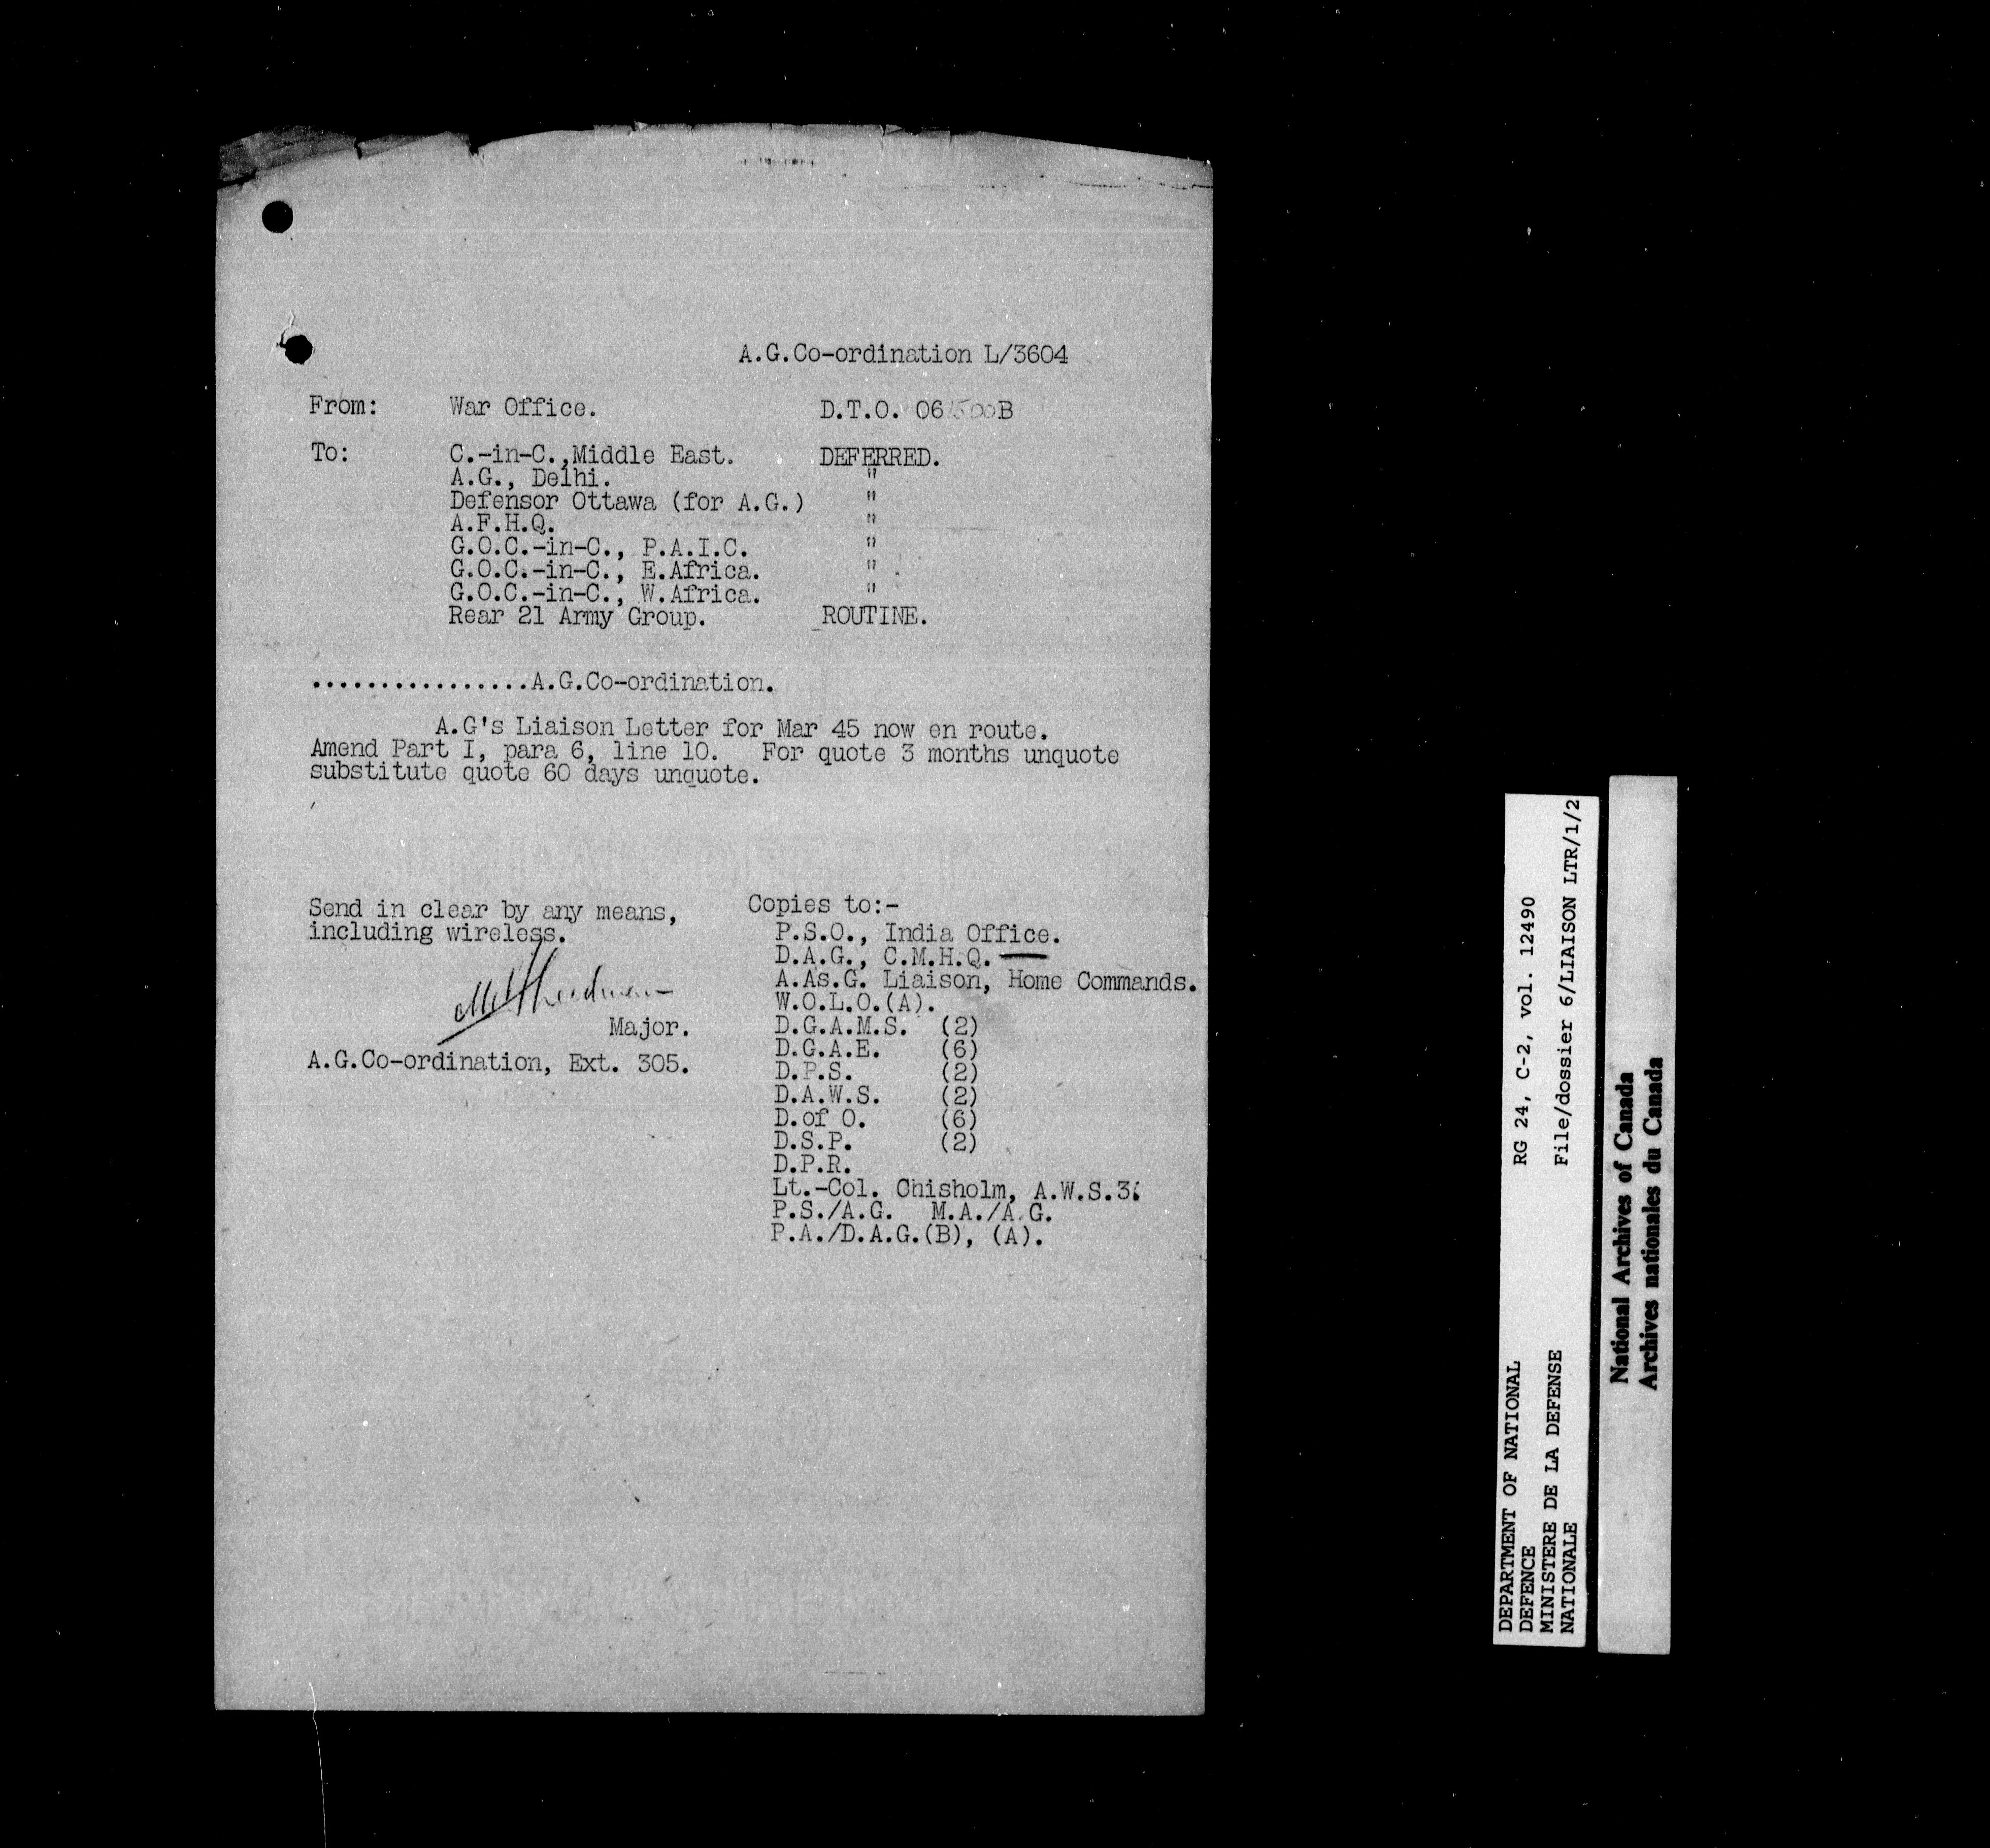 A.G.Co-ordination L/3604
From: War Office. D.T.O. 061500B
To: C.-in-C.,Middle East. DEFERRED.
A.G., Delhi. "
Defensor Ottawa (for A.G.) "
A.F.H.Q. "
G.O.C.-in-C., P.A.I.C. "
G.O.C.-in-C., E.Africa. "
G.O.C.-in-C., W.Africa. "
Rear 21 Army Group. ROUTINE.
................A.G.Co-ordination.
A.G's Liaison Letter for Mar 45 now en route.
Amend Part I, para 6, line 10. For quote 3 months unquote
substitute quote 60 days unquote.
Send in clear by any means,
including wireless.
Major.
A.G.Co-ordination, Ext. 305.
Copies to:-
P.S.O., India Office.
D.A.G., C.M.H.Q.
A.As.G. Liaison, Home Commands.
W.O.L.O.(A).
D.G.A.M.S. (2)
D.G.A.E. (6)
D.P.S. (2)
D.A.W.S. (2)
D.of O. (6)
D.S.P. (2)
D.P.R.
Lt.-Col. Chisholm, A.W.S.3
P.S./A.G. M.A./A.G.
P.A./D.A.G.(B), (A).
DEPARTMENT OF NATIONAL
DEFENCE
MINISTERE DE LA DEFENSE
NATIONALE
RG 24, C-2, vol. 12490
File/dossier 6/LIAISON LTR/1/2
National Archives of Canada
Archives nationales du Canada